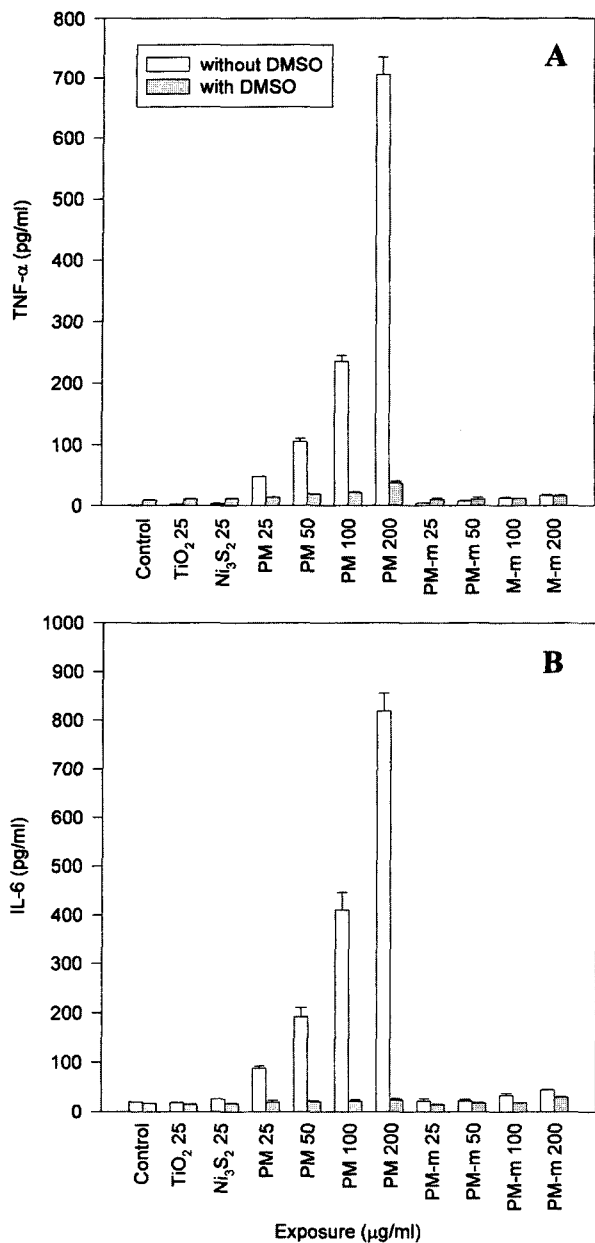 A
without DMSO
with DMSO
TNF-α (pg/ml)
800
700
600
500
400
300
200
100
0
Control
TiO₂ 25
Ni₃S₂ 25
PM 25
PM 50
PM 100
PM 200
PM-m 25
PM-m 50
M-m 100
M-m 200
B
IL-6 (pg/ml)
1000
900
800
700
600
500
400
300
200
100
0
Control
TiO₂ 25
Ni₃S₂ 25
PM 25
PM 50
PM 100
PM 200
PM-m 25
PM-m 50
PM-m 100
PM-m 200
Exposure (μg/ml)